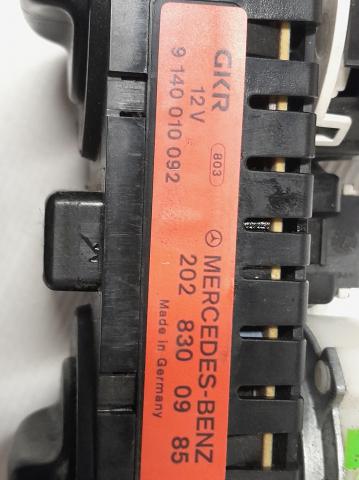 GKR
12V
9 140 010 092
803
MERCEDES-BENZ
202 830 09 85
Made in Germany